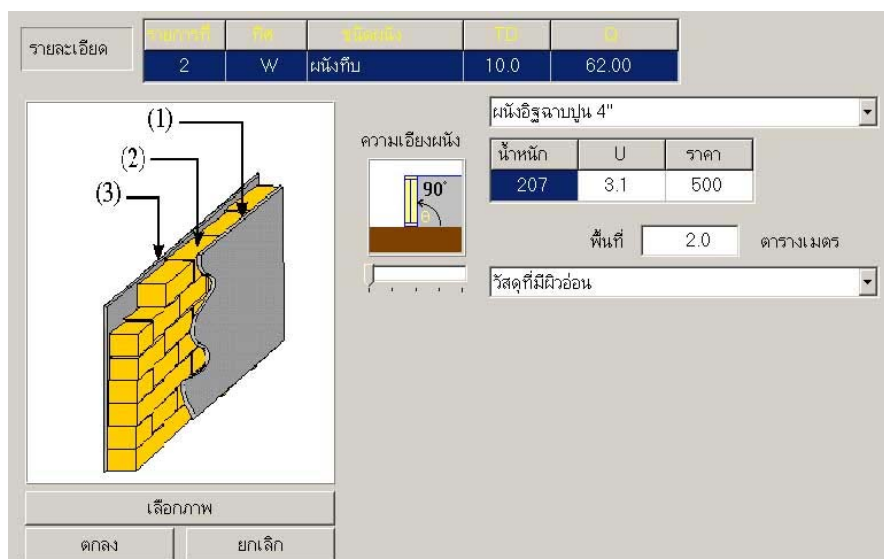 รายละเอียด
รายการที่ ทิศ ชนิดผนัง TD Q
2 W ผนังทึบ 10.0 62.00
(1)
(2)
(3)
ความเอียงผนัง
90°
θ
ผนังอิฐฉาบปูน 4"
น้ำหนัก U ราคา
207 3.1 500
พื้นที่ 2.0 ตารางเมตร
วัสดุที่มีผิวอ่อน
เลือกภาพ
ตกลง ยกเลิก